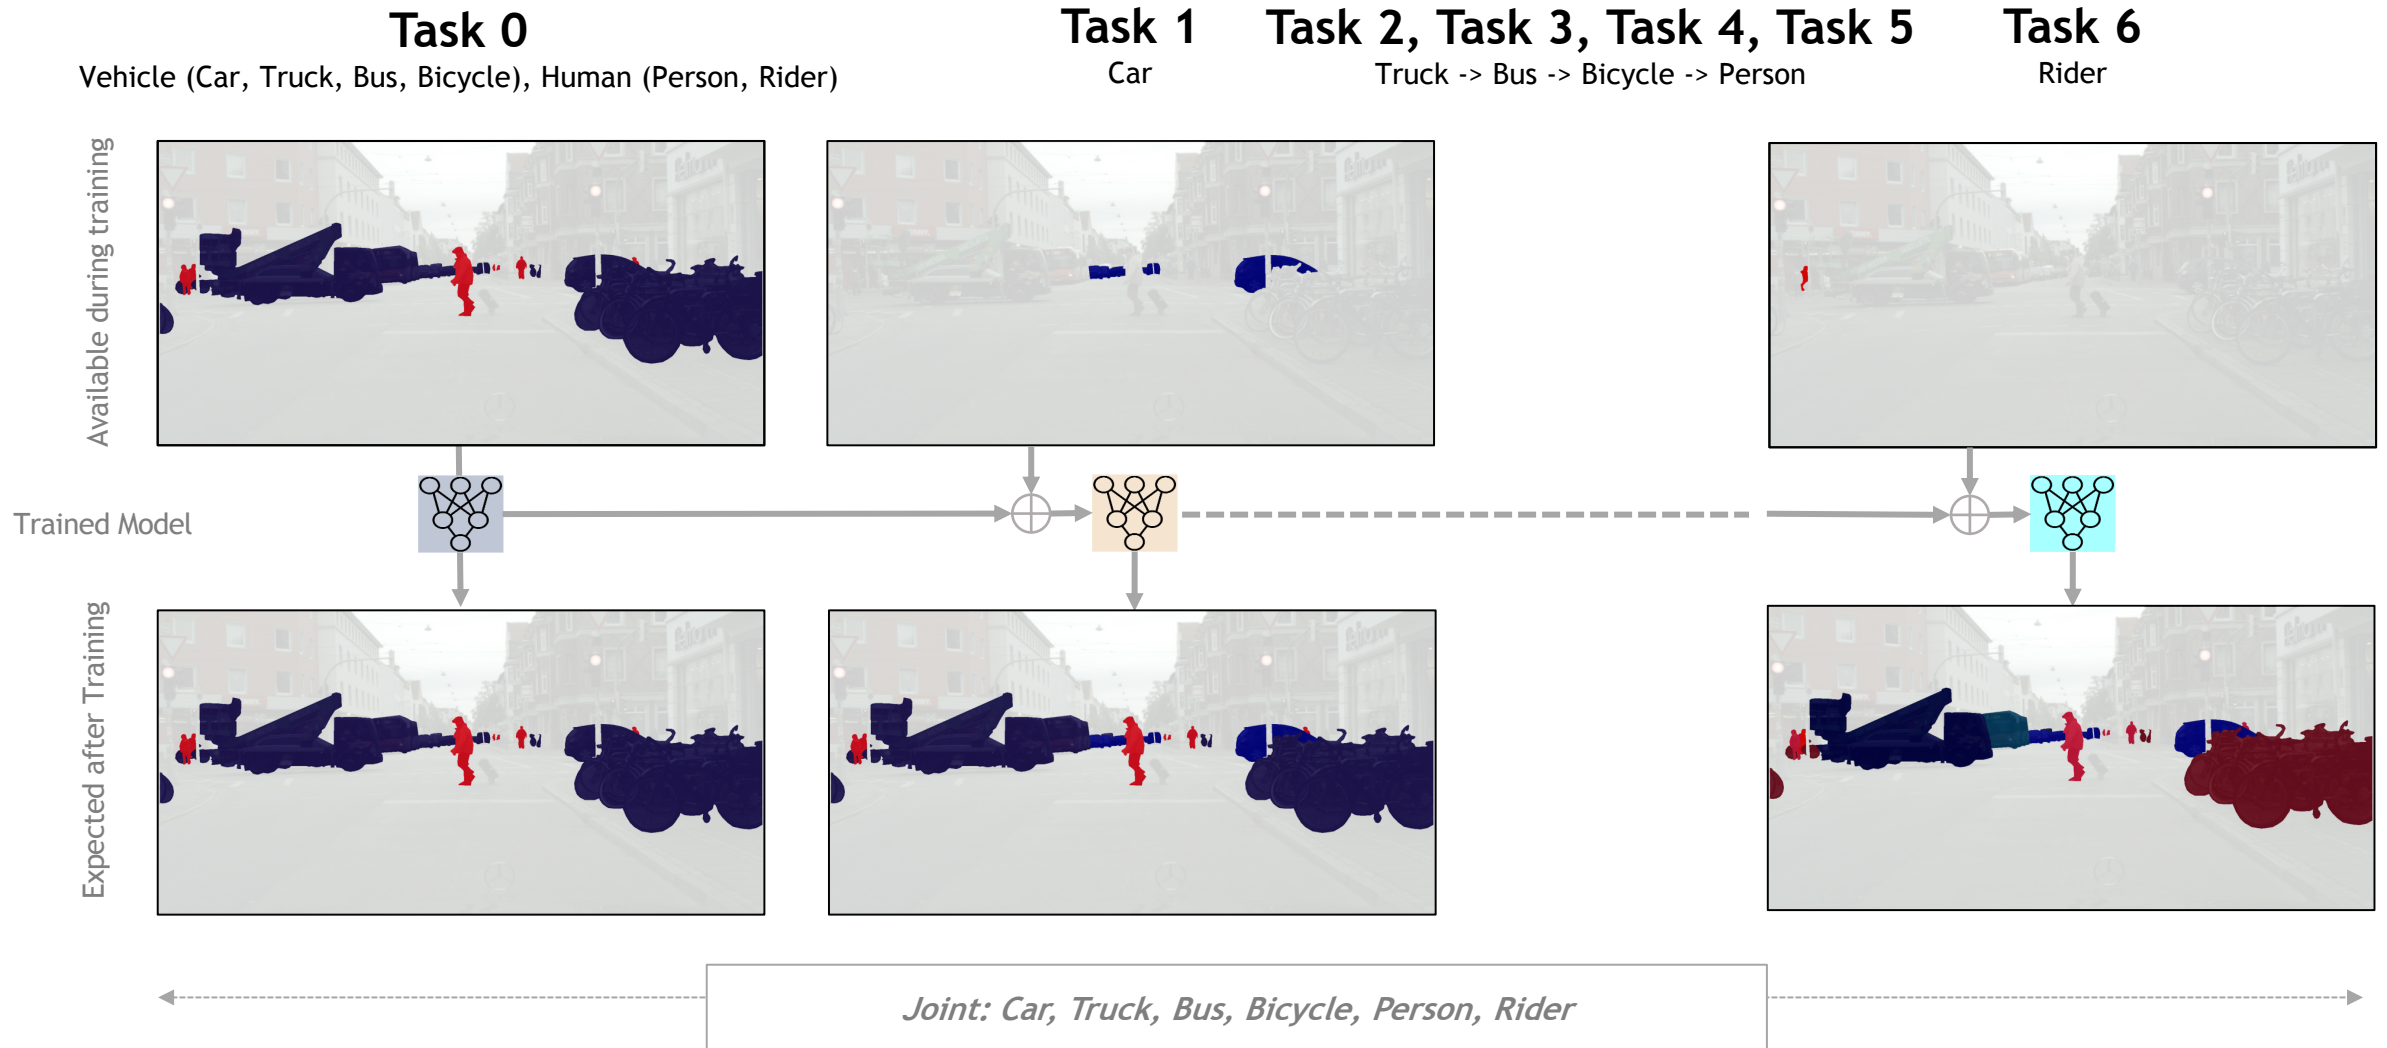 Task 0
Vehicle (Car, Truck, Bus, Bicycle), Human (Person, Rider)
Task 1
Car
Task 2, Task 3, Task 4, Task 5
Truck -> Bus -> Bicycle -> Person
Task 6
Rider
Available during training
Trained Model
Expected after Training
Joint: Car, Truck, Bus, Bicycle, Person, Rider